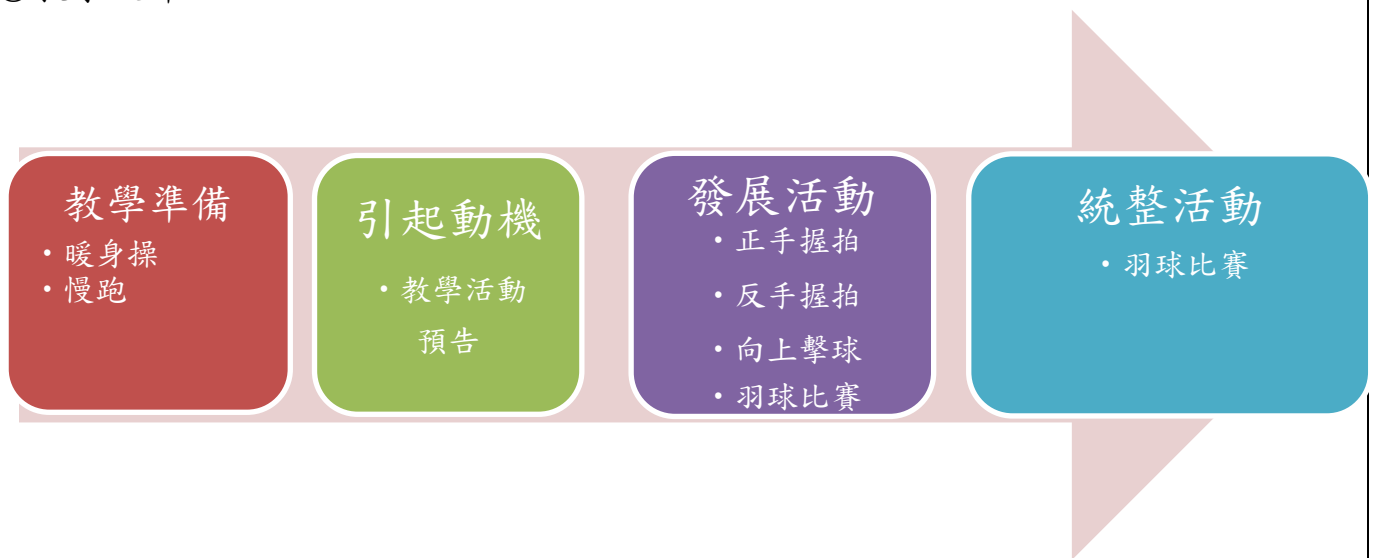 教學準備
・暖身操
・慢跑
引起動機
・教學活動
預告
發展活動
・正手握拍
・反手握拍
・向上擊球
・羽球比賽
統整活動
・羽球比賽